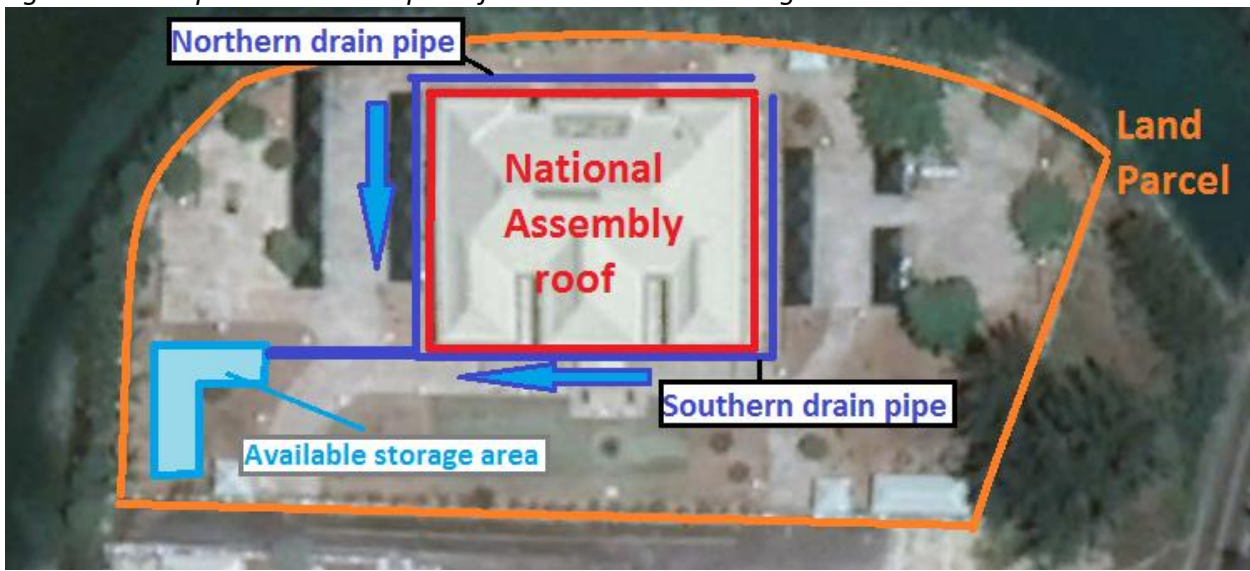 Northern drain pipe
Land
Parcel
National
Assembly
roof
Southern drain pipe
Available storage area